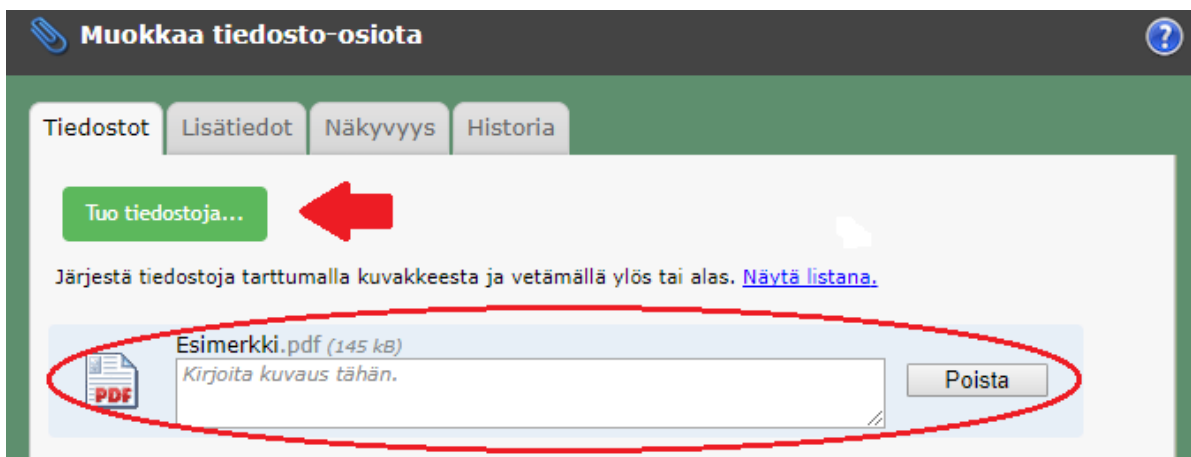 Muokkaa tiedosto-osiota
?
Tiedostot Lisätiedot Näkyvyys Historia
Tuo tiedostoja...
Järjestä tiedostoja tarttumalla kuvakkeesta ja vetämällä ylös tai alas. Näytä listana.
Esimerkki.pdf (145 kB)
PDF
Kirjoita kuvaus tähän.
Poista